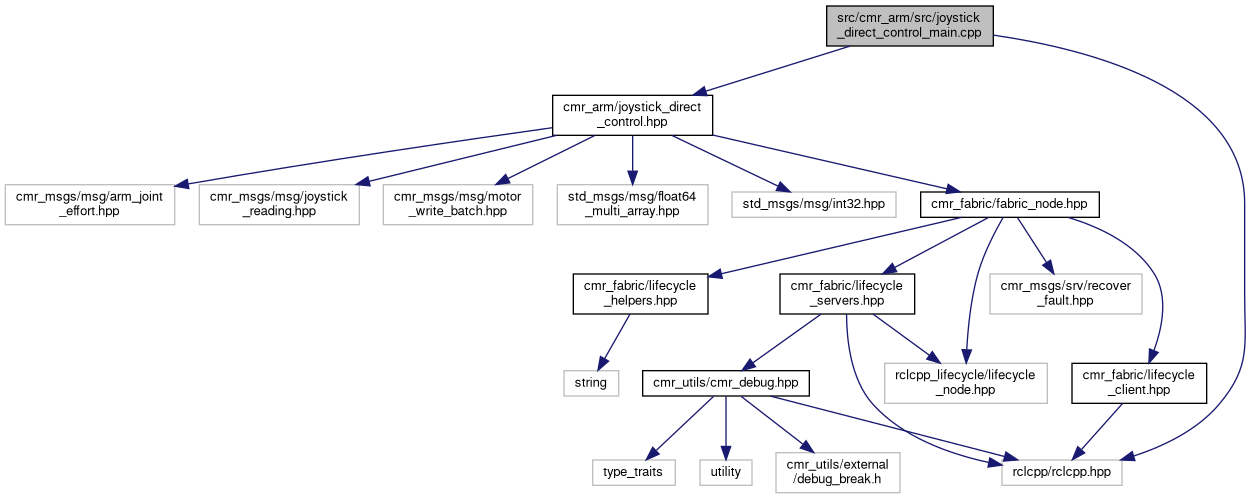 src/cmr_arm/src/joystick
_direct_control_main.cpp
cmr_arm/joystick_direct
_control.hpp
cmr_msgs/msg/arm_joint
_effort.hpp
cmr_msgs/msg/joystick
_reading.hpp
cmr_msgs/msg/motor
_write_batch.hpp
std_msgs/msg/float64
_multi_array.hpp
std_msgs/msg/int32.hpp
cmr_fabric/fabric_node.hpp
cmr_fabric/lifecycle
_helpers.hpp
cmr_fabric/lifecycle
_servers.hpp
cmr_msgs/srv/recover
_fault.hpp
string
cmr_utils/cmr_debug.hpp
rclcpp_lifecycle/lifecycle
_node.hpp
cmr_fabric/lifecycle
_client.hpp
type_traits
utility
cmr_utils/external
/debug_break.h
rclcpp/rclcpp.hpp